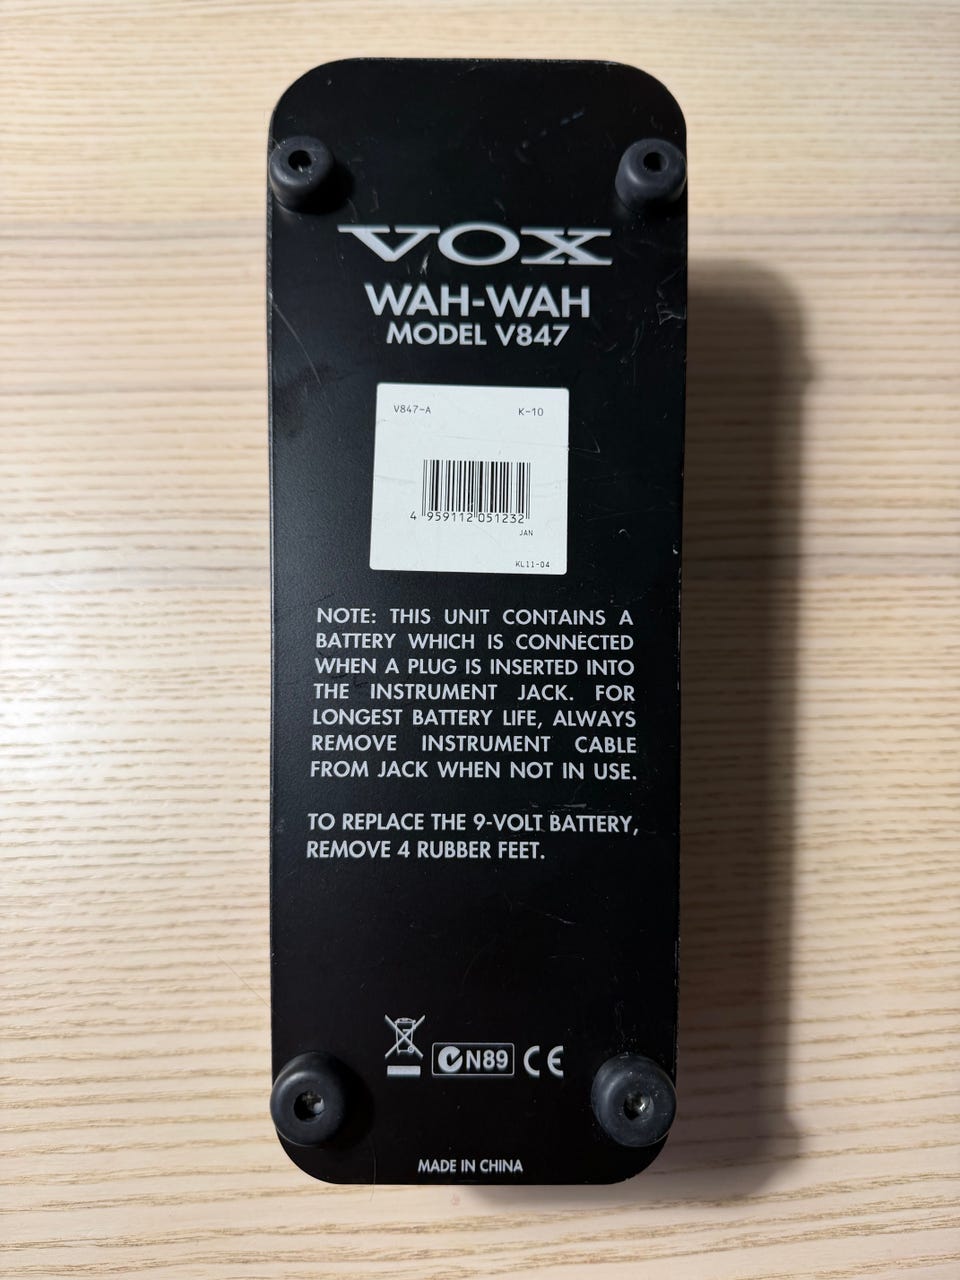 VOX
WAH-WAH
MODEL V847
V847-A K-10
4 959112 051232
JAN
KL11-04
NOTE: THIS UNIT CONTAINS A
BATTERY WHICH IS CONNECTED
WHEN A PLUG IS INSERTED INTO
THE INSTRUMENT JACK. FOR
LONGEST BATTERY LIFE, ALWAYS
REMOVE INSTRUMENT CABLE
FROM JACK WHEN NOT IN USE.
TO REPLACE THE 9-VOLT BATTERY,
REMOVE 4 RUBBER FEET.
N89 CE
MADE IN CHINA